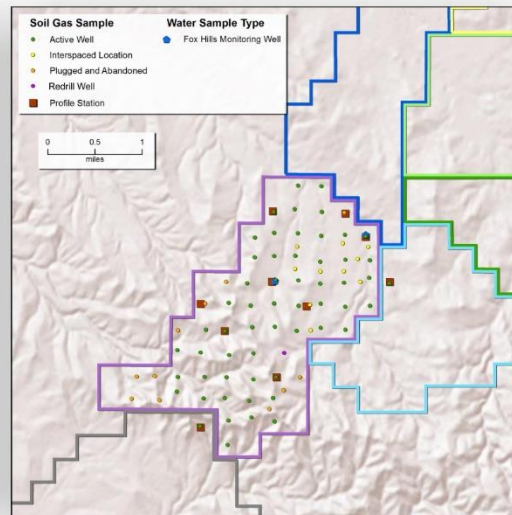 Soil Gas Sample
Active Well
Interspaced Location
Plugged and Abandoned
Redrill Well
Profile Station
Water Sample Type
Fox Hills Monitoring Well
0 0.5 1
miles